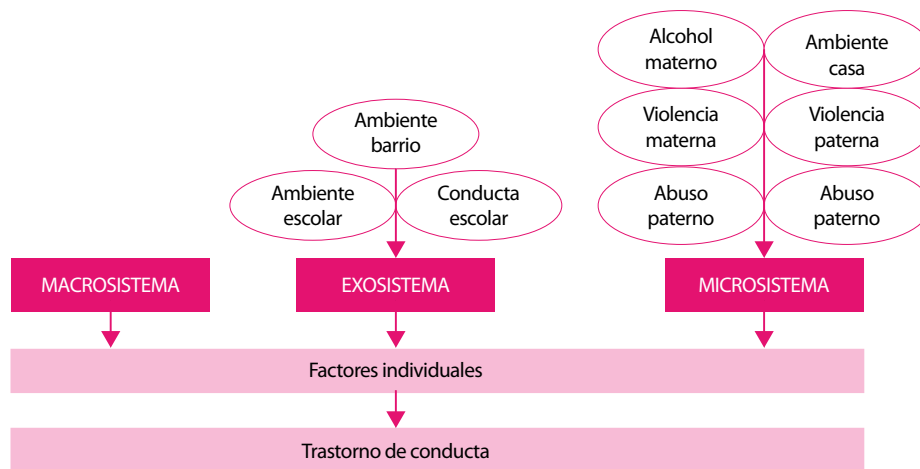 Alcohol
materno
Ambiente
casa
Violencia
materna
Violencia
paterna
Abuso
paterno
Abuso
paterno
Ambiente
barrio
Ambiente
escolar
Conducta
escolar
MACROSISTEMA
EXOSISTEMA
MICROSISTEMA
Factores individuales
Trastorno de conducta